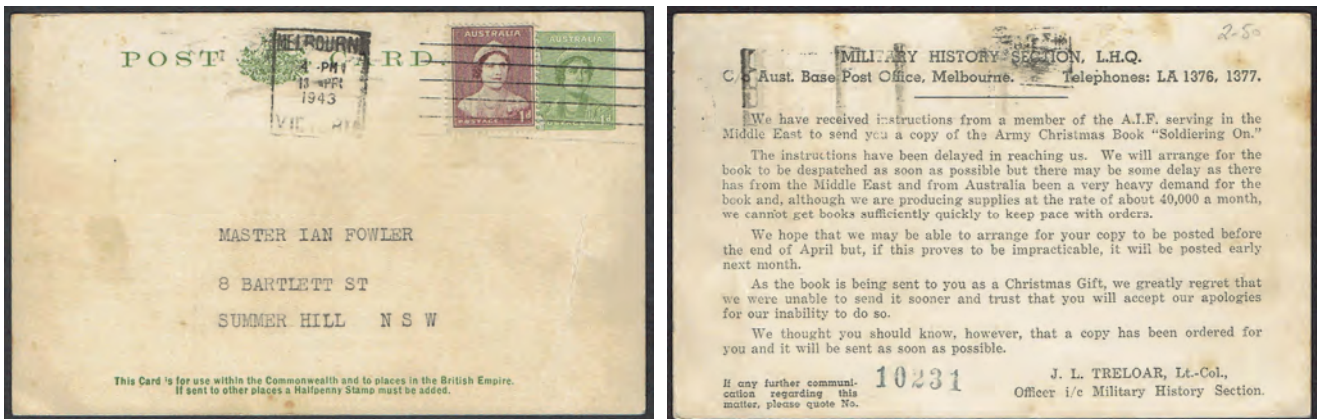 POST CARD.
MELBOURNE
4 - PM
13 APR
1943
VICTORIA
AUSTRALIA
POSTAGE 1d
AUSTRALIA
MASTER IAN FOWLER
8 BARTLETT ST
SUMMER HILL N S W
This Card is for use within the Commonwealth and to places in the British Empire.
If sent to other places a Halfpenny Stamp must be added.
2-50
MILITARY HISTORY SECTION, L.H.Q.
C/o Aust. Base Post Office, Melbourne. Telephones: LA 1376, 1377.
We have received instructions from a member of the A.I.F. serving in the
Middle East to send you a copy of the Army Christmas Book "Soldiering On."
The instructions have been delayed in reaching us. We will arrange for the
book to be despatched as soon as possible but there may be some delay as there
has from the Middle East and from Australia been a very heavy demand for the
book and, although we are producing supplies at the rate of about 40,000 a month,
we cannot get books sufficiently quickly to keep pace with orders.
We hope that we may be able to arrange for your copy to be posted before
the end of April but, if this proves to be impracticable, it will be posted early
next month.
As the book is being sent to you as a Christmas Gift, we greatly regret that
we were unable to send it sooner and trust that you will accept our apologies
for our inability to do so.
We thought you should know, however, that a copy has been ordered for
you and it will be sent as soon as possible.
If any further communi-
cation regarding this
matter, please quote No.
10231
J. L. TRELOAR, Lt.-Col.,
Officer i/c Military History Section.